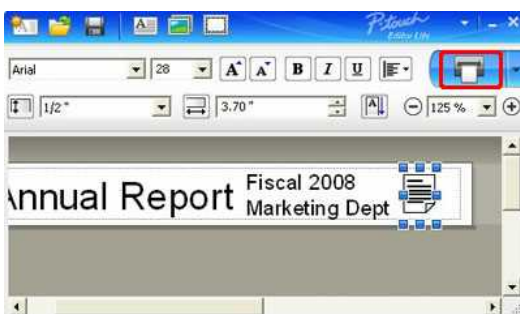 P-touch
Editor Lite
Arial
28
A A B I U
1/2 "
3.70 "
A
125 %
Annual Report
Fiscal 2008
Marketing Dept